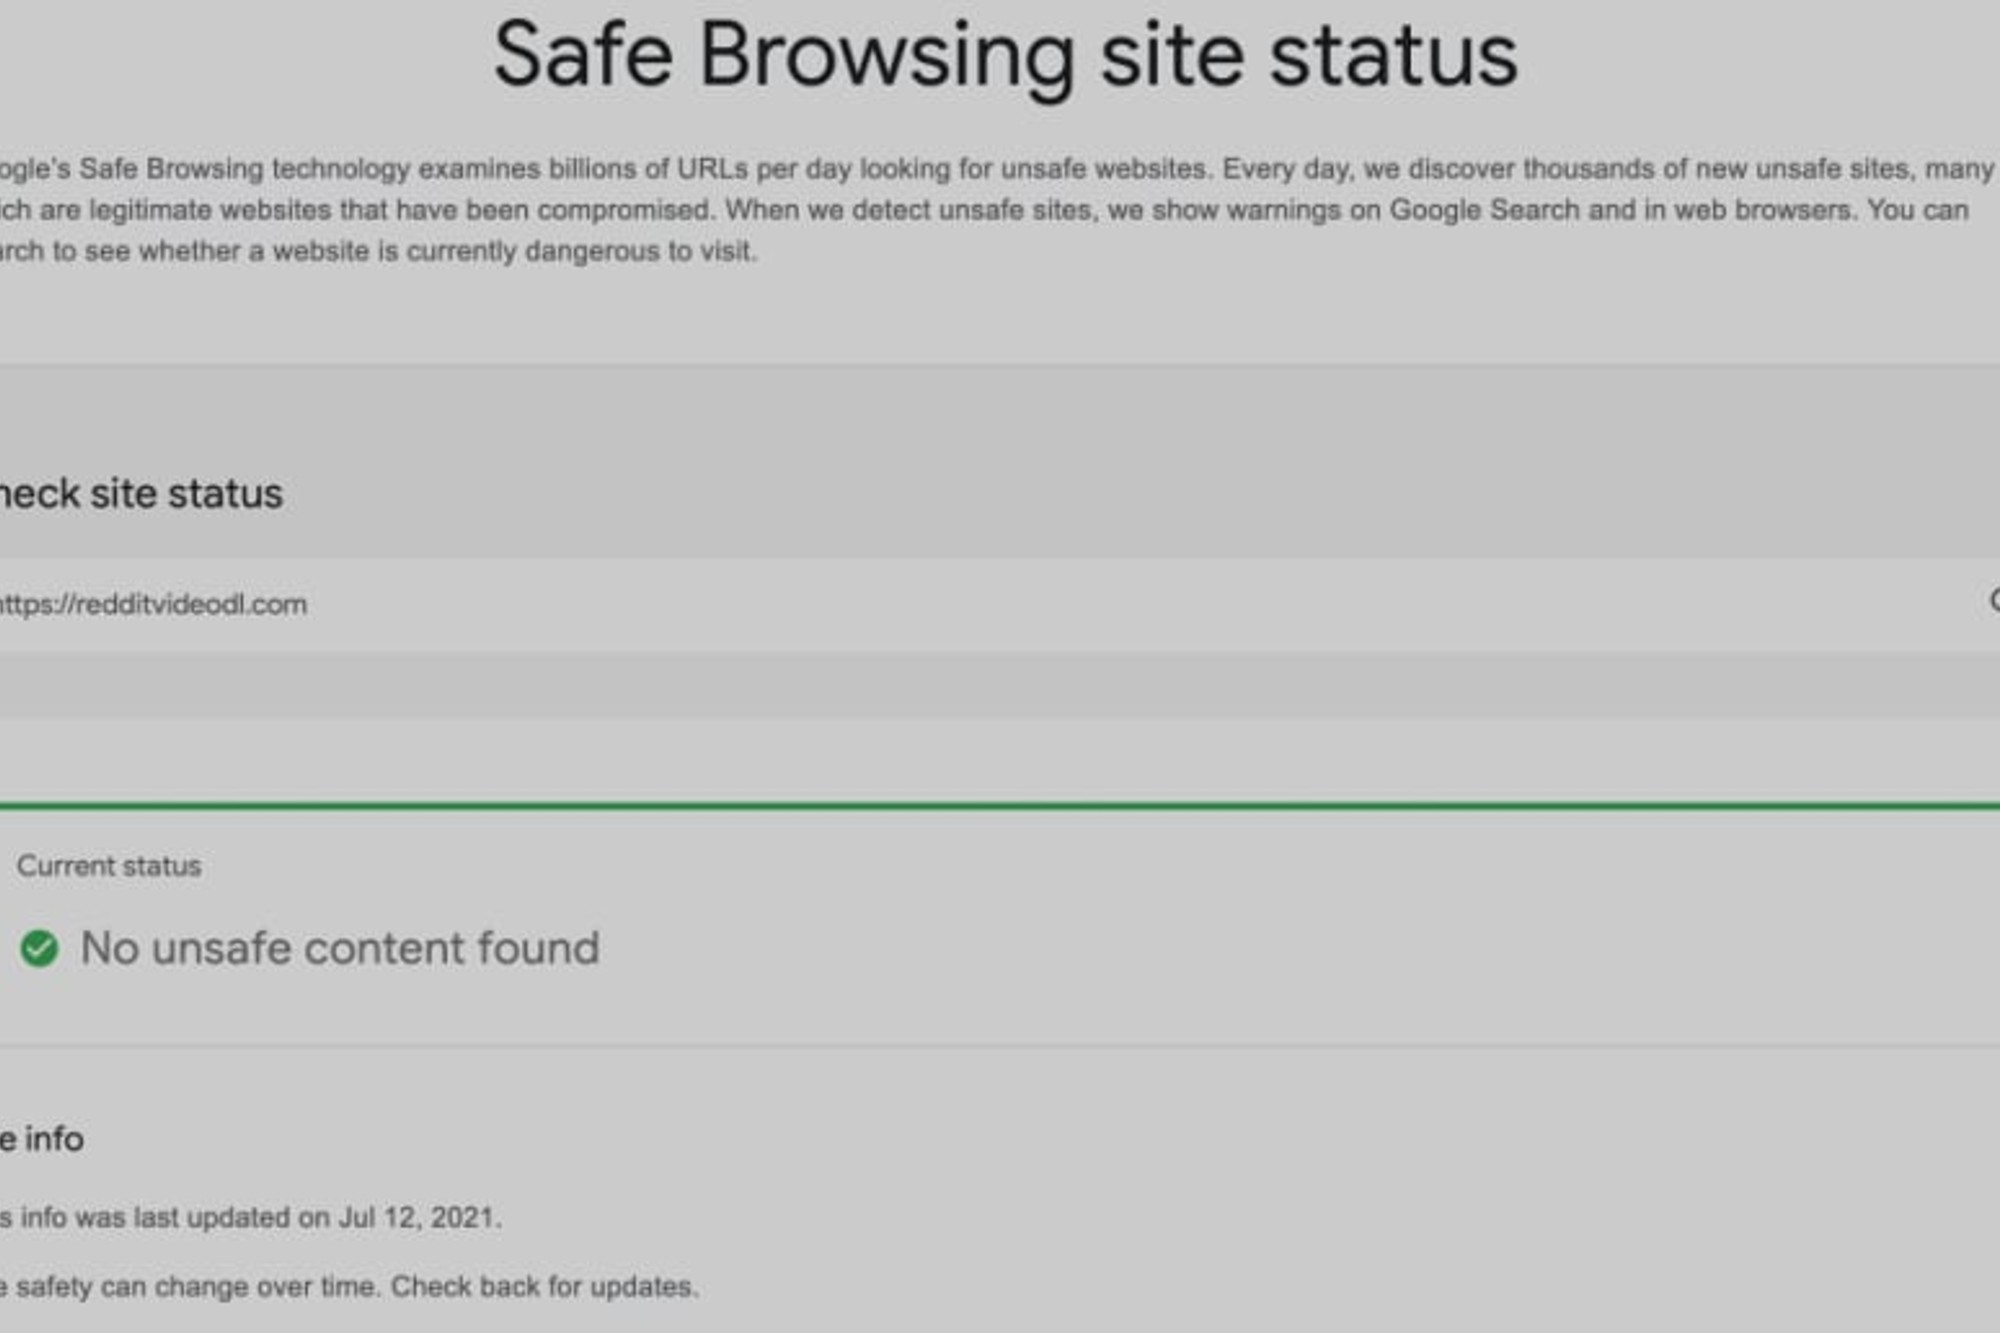 Safe Browsing site status
ogle's Safe Browsing technology examines billions of URLs per day looking for unsafe websites. Every day, we discover thousands of new unsafe sites, many
ich are legitimate websites that have been compromised. When we detect unsafe sites, we show warnings on Google Search and in web browsers. You can
arch to see whether a website is currently dangerous to visit.
heck site status
https://redditvideodl.com
Current status
No unsafe content found
e info
s info was last updated on Jul 12, 2021.
e safety can change over time. Check back for updates.